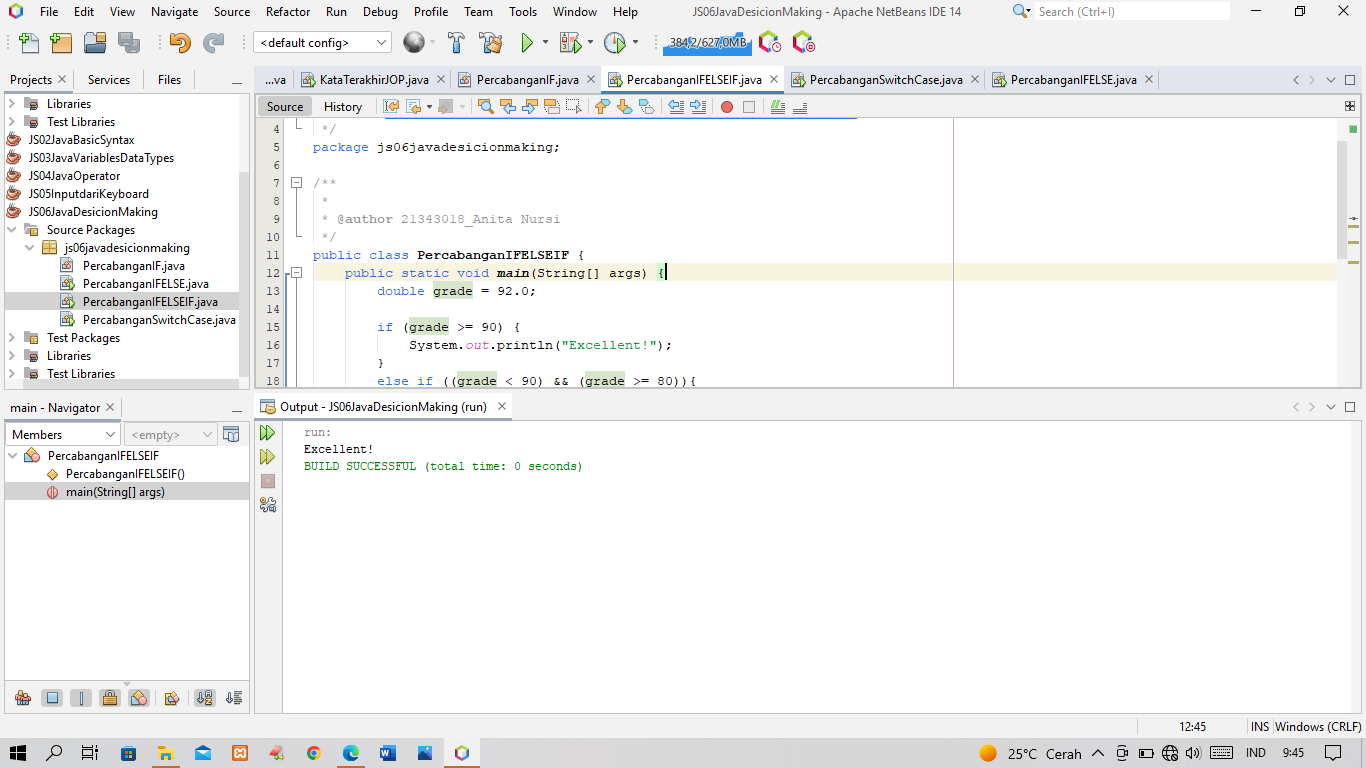 File Edit View Navigate Source Refactor Run Debug Profile Team Tools Window Help JS06JavaDesicionMaking - Apache NetBeans IDE 14 Search (Ctrl+I)
<default config> 384,2/627,0MB
Projects Services Files
...va KataTerakhirJOP.java PercabanganIF.java PercabanganIFELSEIF.java PercabanganSwitchCase.java PercabanganIFELSE.java
Source History
Libraries
Test Libraries
JS02JavaBasicSyntax
JS03JavaVariablesDataTypes
JS04JavaOperator
JS05InputdariKeyboard
JS06JavaDesicionMaking
Source Packages
js06javadesicionmaking
PercabanganIF.java
PercabanganIFELSE.java
PercabanganIFELSEIF.java
PercabanganSwitchCase.java
Test Packages
Libraries
Test Libraries
4 */
5 package js06javadesicionmaking;
6
7 /**
8 *
9 * @author 21343018_Anita Nursi
10 */
11 public class PercabanganIFELSEIF {
12 public static void main(String[] args) {
13 double grade = 92.0;
14
15 if (grade >= 90) {
16 System.out.println("Excellent!");
17 }
18 else if ((grade < 90) && (grade >= 80)){
main - Navigator
Members <empty>
PercabanganIFELSEIF
PercabanganIFELSEIF()
main(String[] args)
Output - JS06JavaDesicionMaking (run)
run:
Excellent!
BUILD SUCCESSFUL (total time: 0 seconds)
12:45 INS Windows (CRLF)
25°C Cerah IND 9:45